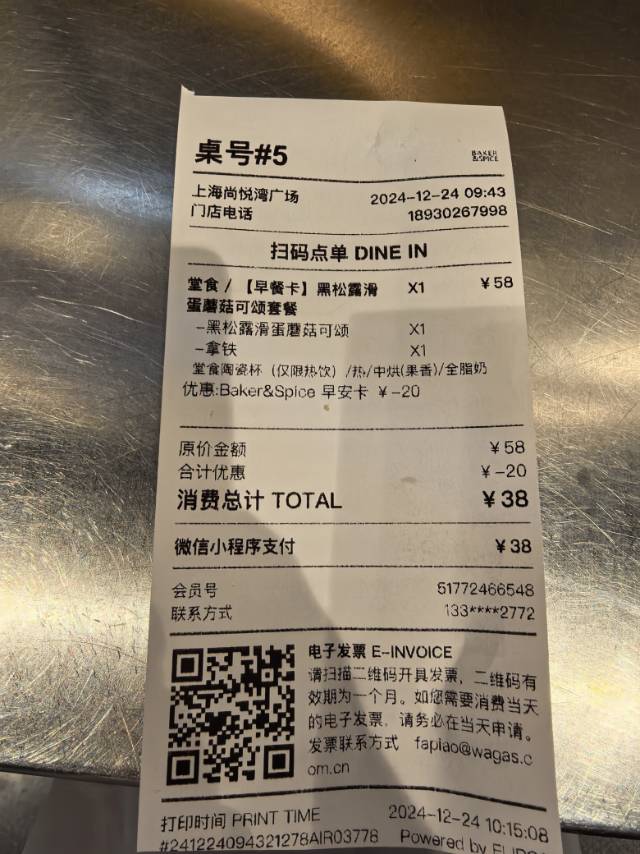 桌号#5
BAKER
&SPICE
上海尚悦湾广场 2024-12-24 09:43
门店电话 18930267998
扫码点单 DINE IN
堂食 / 【早餐卡】黑松露滑 X1 ¥58
蛋蘑菇可颂套餐
-黑松露滑蛋蘑菇可颂 X1
-拿铁 X1
堂食陶瓷杯（仅限热饮）/热/中烘(果香)/全脂奶
优惠:Baker&Spice 早安卡 ¥-20
原价金额 ¥58
合计优惠 ¥-20
消费总计 TOTAL ¥38
微信小程序支付 ¥38
会员号 51772466548
联系方式 133****2772
电子发票 E-INVOICE
请扫描二维码开具发票，二维码有
效期为一个月。如您需要消费当天
的电子发票，请务必在当天申请。
发票联系方式 fapiao@wagas.c
om.cn
打印时间 PRINT TIME 2024-12-24 10:15:08
#241224094321278AIR03778 Powered by